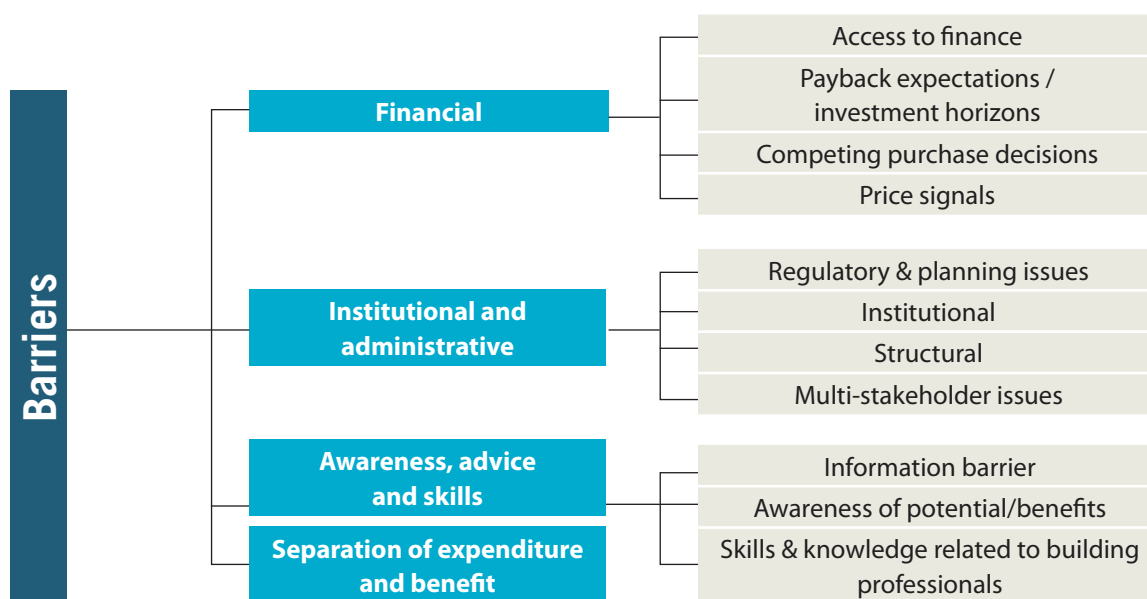 Barriers
Financial
Access to finance
Payback expectations /
investment horizons
Competing purchase decisions
Price signals
Institutional and
administrative
Regulatory & planning issues
Institutional
Structural
Multi-stakeholder issues
Awareness, advice
and skills
Information barrier
Awareness of potential/benefits
Skills & knowledge related to building
professionals
Separation of expenditure
and benefit